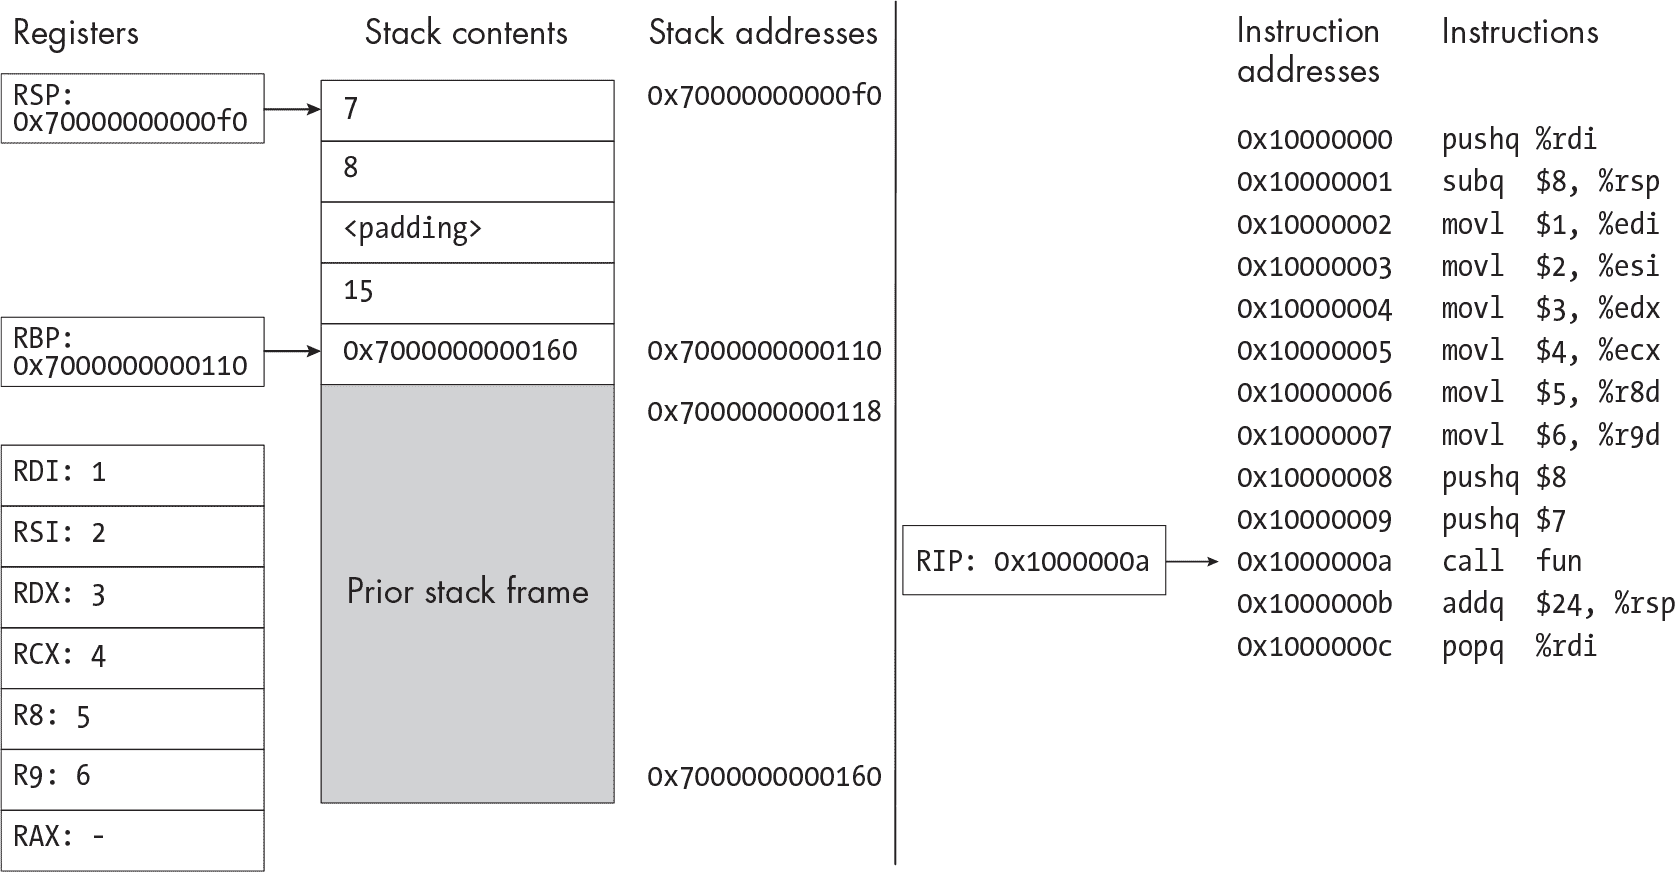 Registers
RSP:
0x70000000000f0
RBP:
0x7000000000110
RDI: 1
RSI: 2
RDX: 3
RCX: 4
R8: 5
R9: 6
RAX: -
Stack contents
7
8
<padding>
15
0x7000000000160
Prior stack frame
Stack addresses
0x70000000000f0
0x7000000000110
0x7000000000118
0x7000000000160
RIP: 0x1000000a
Instruction addresses Instructions
0x10000000 pushq %rdi
0x10000001 subq $8, %rsp
0x10000002 movl $1, %edi
0x10000003 movl $2, %esi
0x10000004 movl $3, %edx
0x10000005 movl $4, %ecx
0x10000006 movl $5, %r8d
0x10000007 movl $6, %r9d
0x10000008 pushq $8
0x10000009 pushq $7
0x1000000a call fun
0x1000000b addq $24, %rsp
0x1000000c popq %rdi